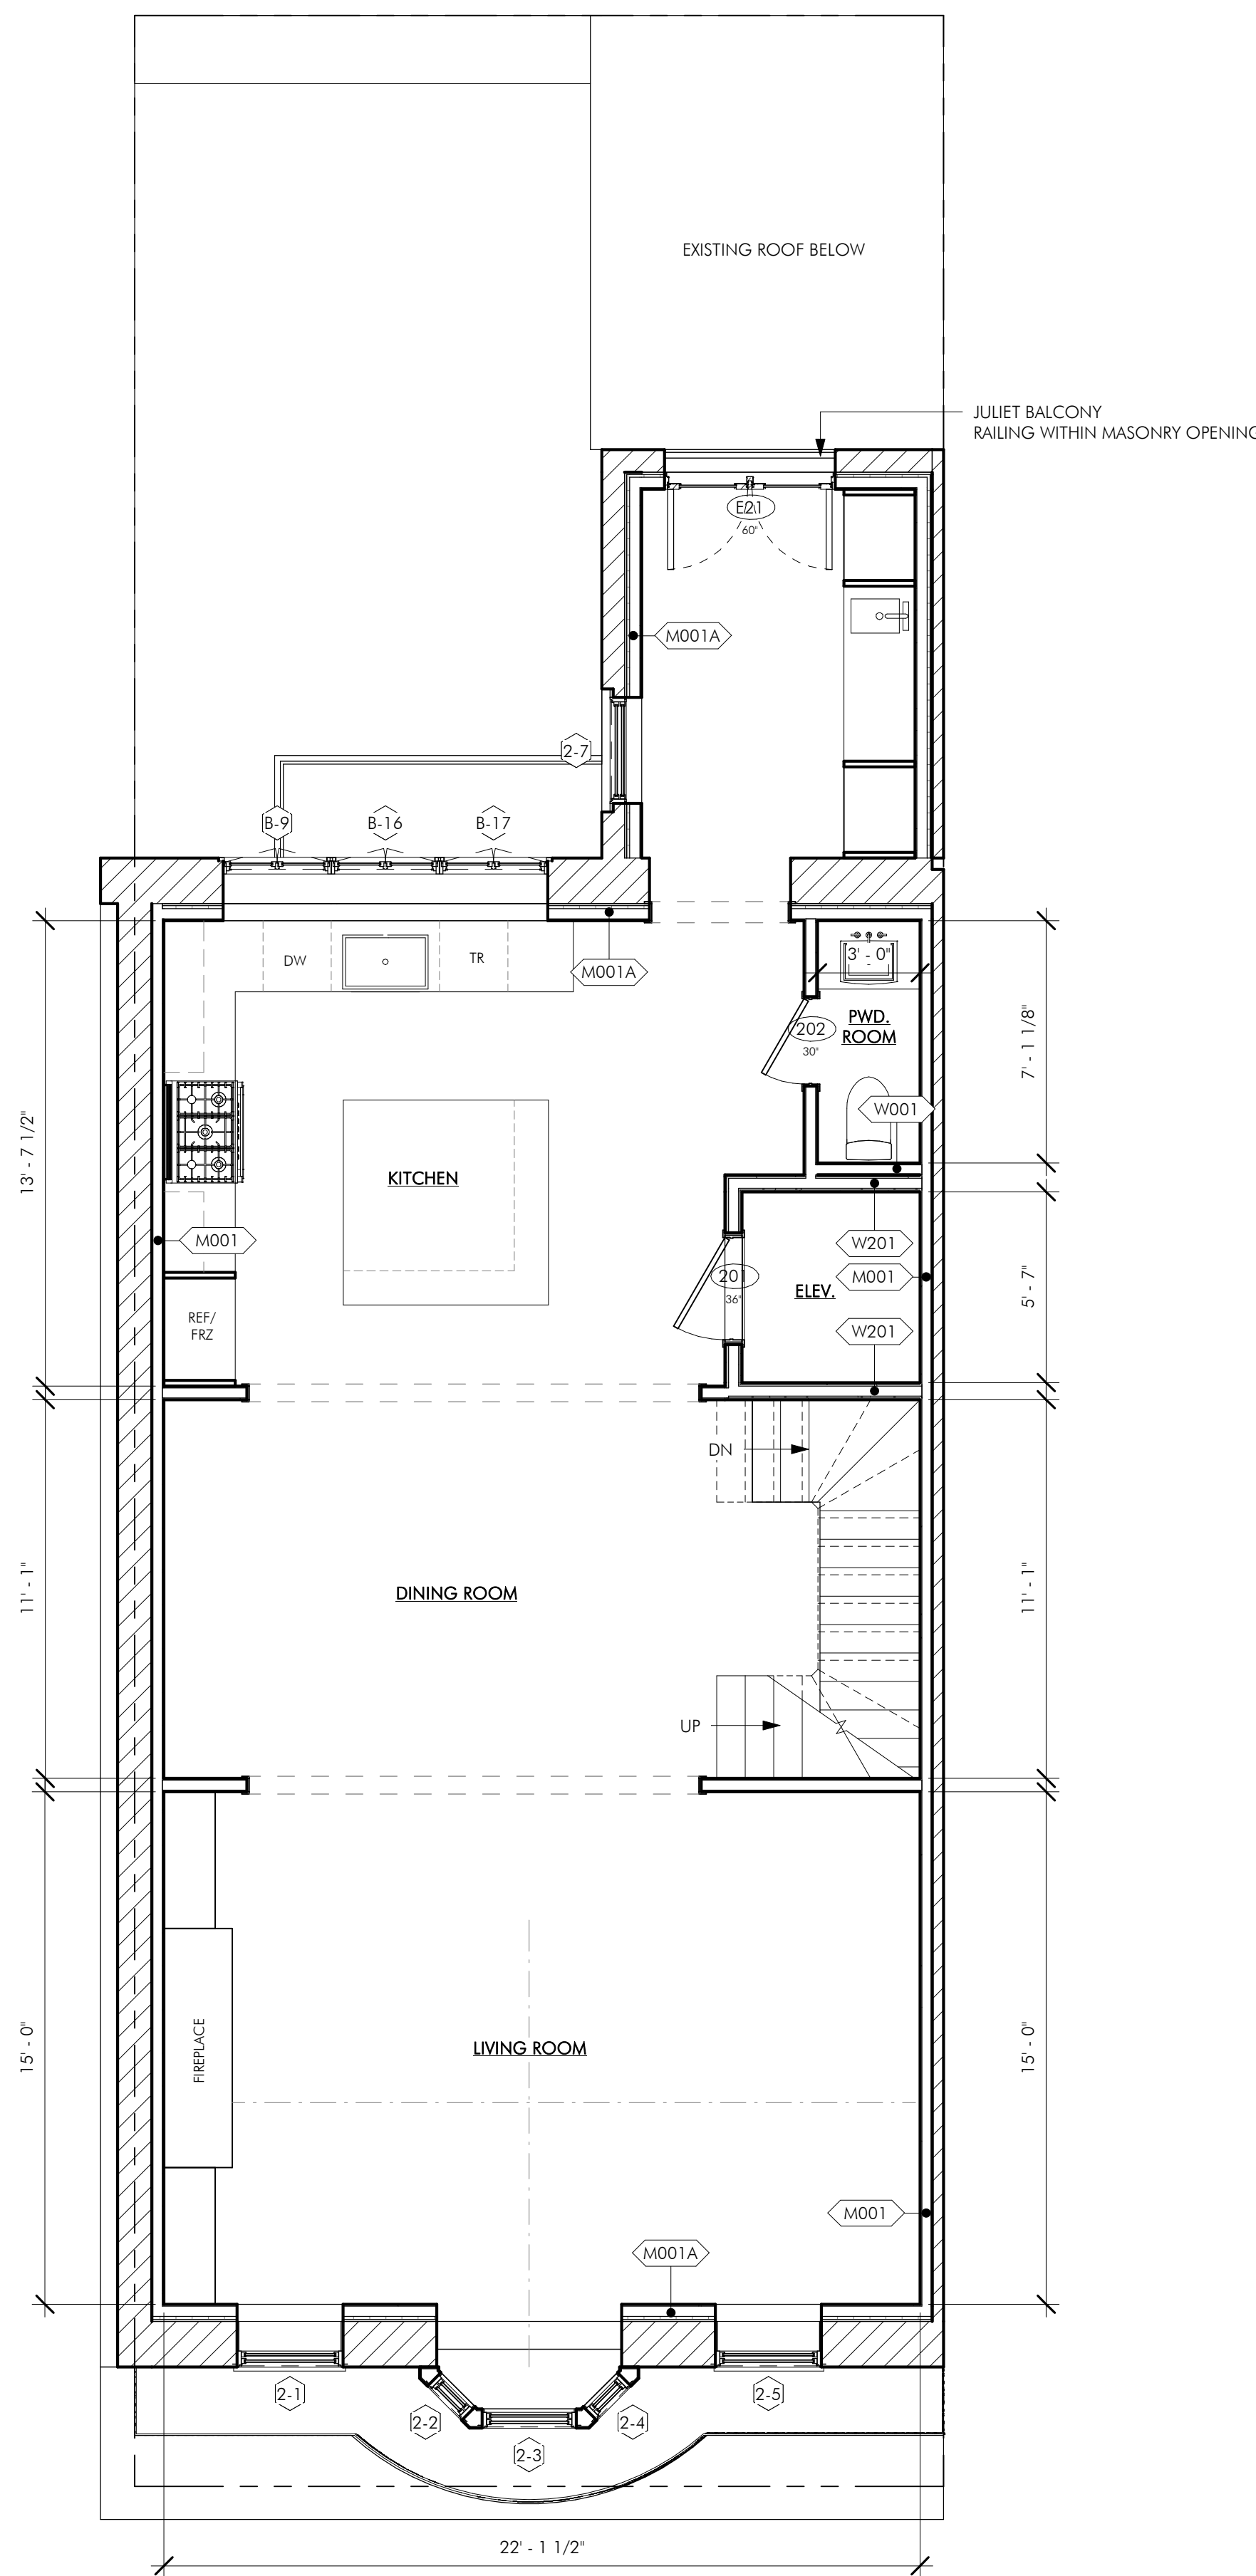 EXISTING ROOF BELOW
JULIET BALCONY
RAILING WITHIN MASONRY OPENING
E21
60"
M001A
2-7
B-9
B-16
B-17
DW
TR
M001A
3' - 0"
PWD.
ROOM
202
30"
7' - 1 1/8"
W001
13' - 7 1/2"
KITCHEN
M001
W201
M001
201
36"
ELEV.
5' - 7"
REF/
FRZ
W201
DN
DINING ROOM
11' - 1"
11' - 1"
UP
15' - 0"
FIREPLACE
LIVING ROOM
15' - 0"
M001
M001A
2-1
2-2
2-3
2-4
2-5
22' - 1 1/2"